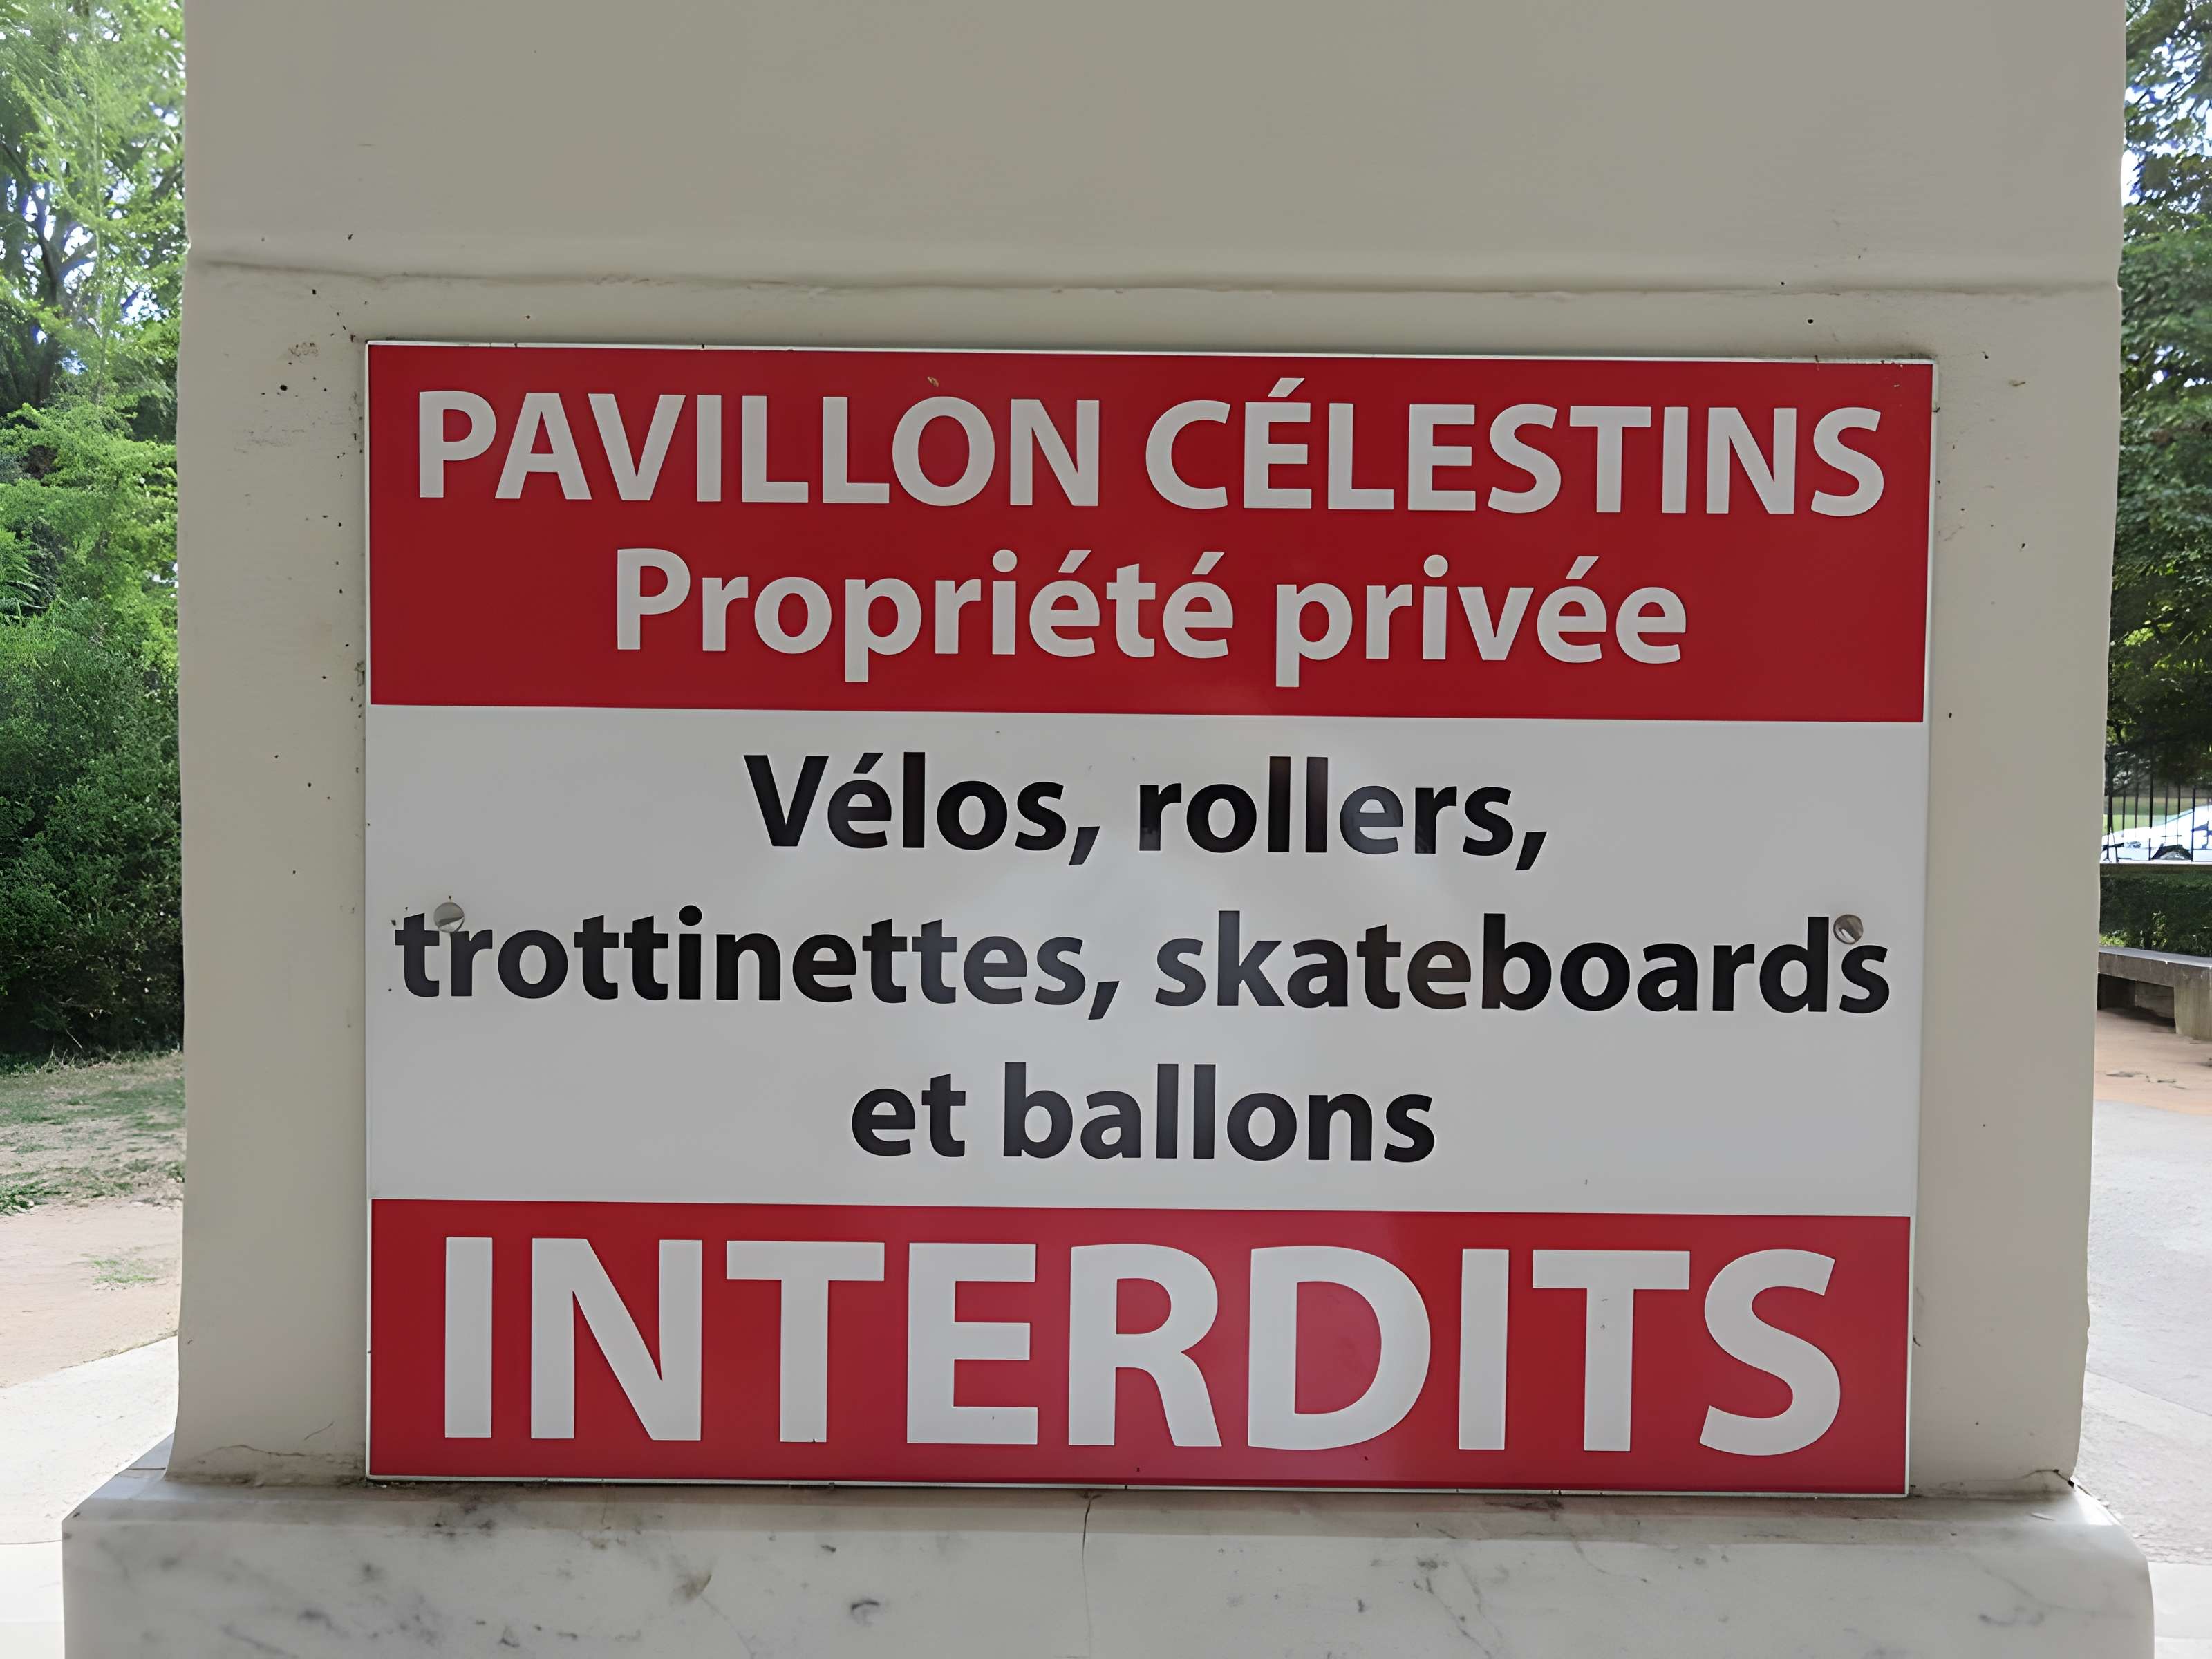 PAVILLON CÉLESTINS
Propriété privée
Vélos, rollers,
trottinettes, skateboards
et ballons
INTERDITS